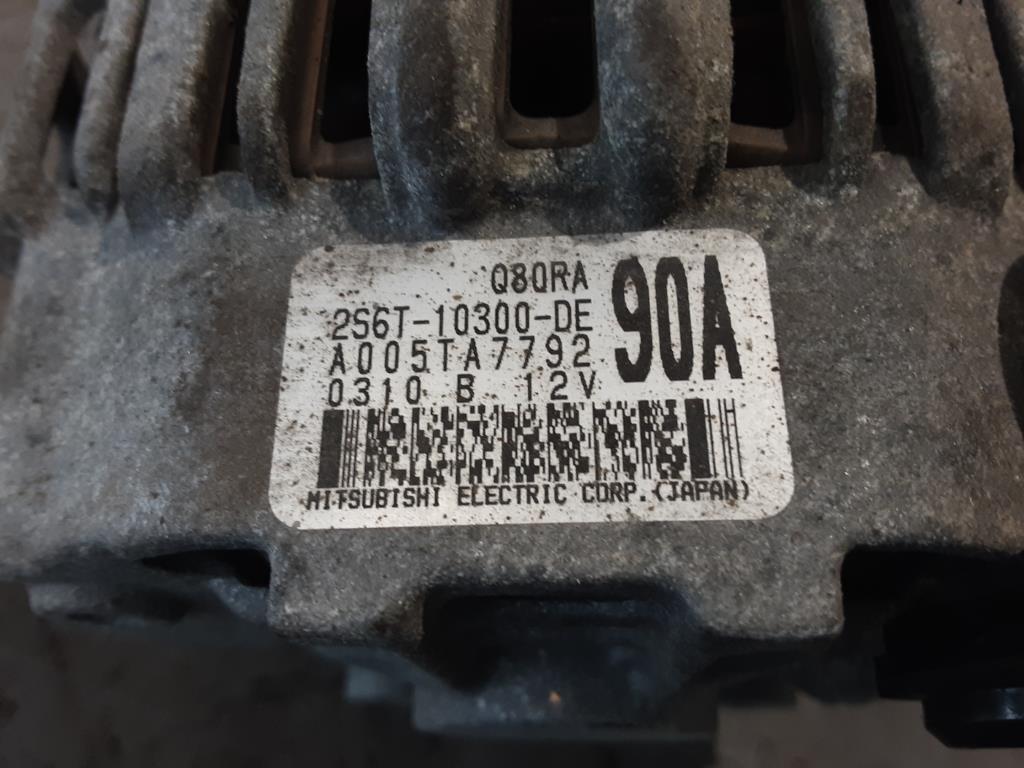 Q8QRA
2S6T-10300-DE 90A
A005TA7792
0310 B 12V
MITSUBISHI ELECTRIC CORP.(JAPAN)